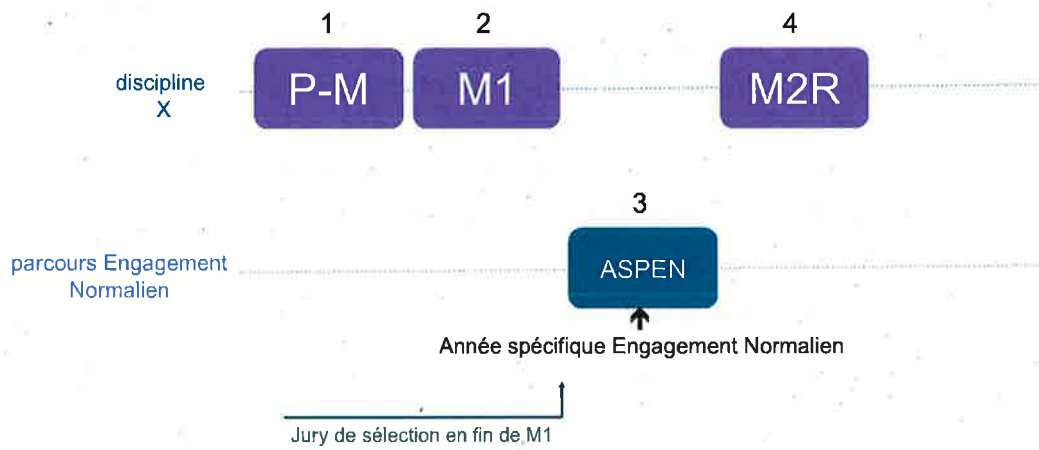 1
2
4
discipline
X
P-M
M1
M2R
3
parcours Engagement
Normalien
ASPEN
Année spécifique Engagement Normalien
Jury de sélection en fin de M1